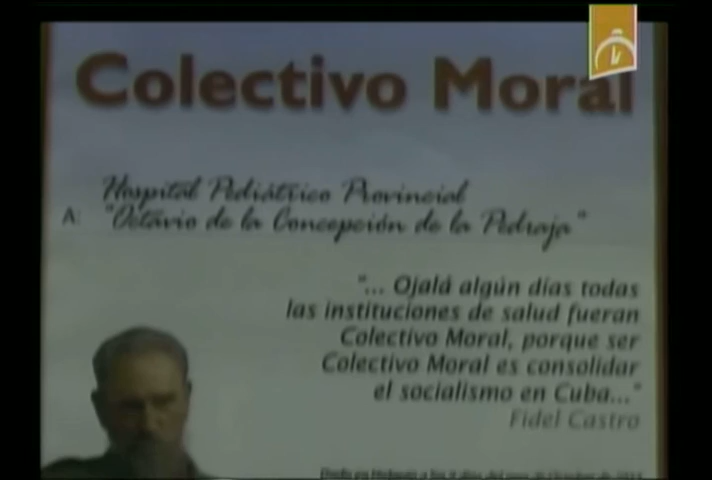 Colectivo Moral
Hospital Pediátrico Provincial
A: "Octavio de la Concepción de la Pedraja"
"... Ojalá algún días todas
las instituciones de salud fueran
Colectivo Moral, porque ser
Colectivo Moral es consolidar
el socialismo en Cuba..."
Fidel Castro